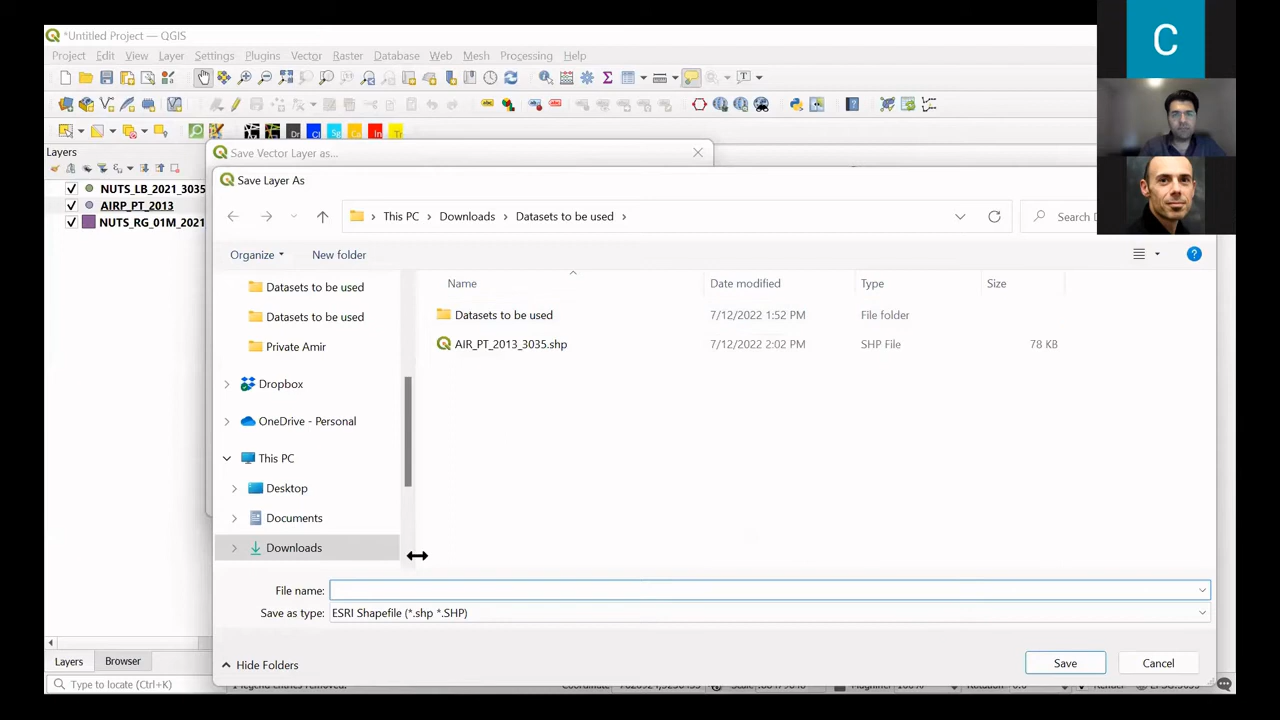 *Untitled Project — QGIS
Project Edit View Layer Settings Plugins Vector Raster Database Web Mesh Processing Help
C
Layers
Save Vector Layer as...
NUTS_LB_2021_3035
AIRP_PT_2013
NUTS_RG_01M_2021
Save Layer As
This PC > Downloads > Datasets to be used >
Search D
Organize
New folder
Name
Date modified
Type
Size
Datasets to be used
Datasets to be used
Private Amir
Dropbox
OneDrive - Personal
This PC
Desktop
Documents
Downloads
Datasets to be used 7/12/2022 1:52 PM File folder
AIR_PT_2013_3035.shp 7/12/2022 2:02 PM SHP File 78 KB
File name:
Save as type: ESRI Shapefile (*.shp *.SHP)
Hide Folders
Save
Cancel
Layers Browser
Type to locate (Ctrl+K)